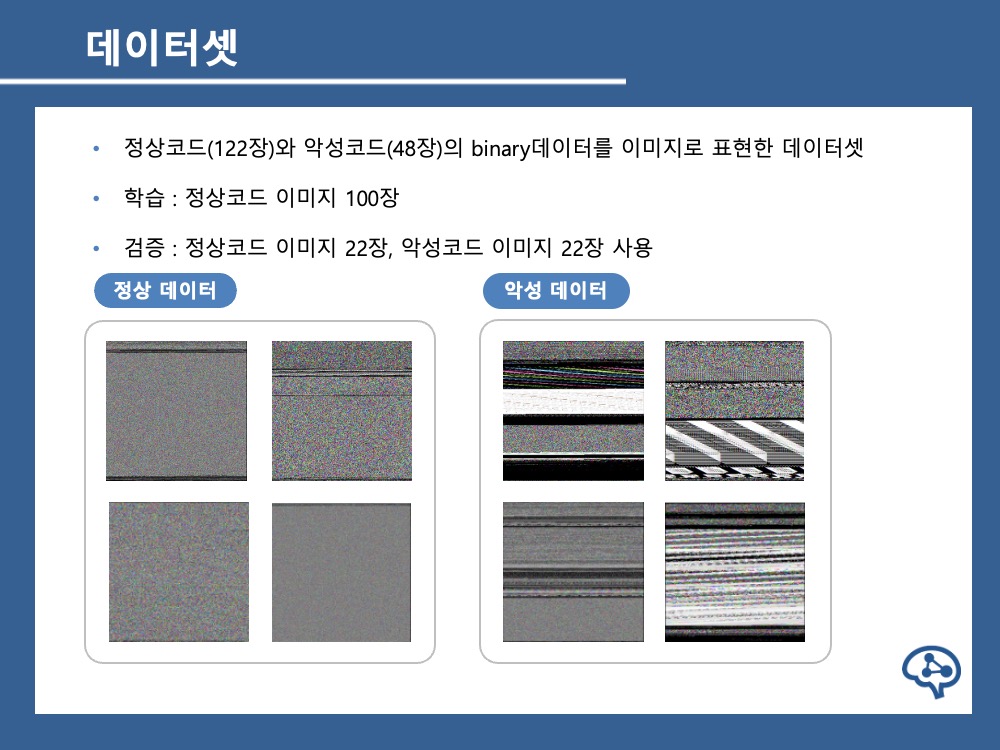 데이터셋
• 정상코드(122장)와 악성코드(48장)의 binary데이터를 이미지로 표현한 데이터셋
• 학습 : 정상코드 이미지 100장
• 검증 : 정상코드 이미지 22장, 악성코드 이미지 22장 사용
정상 데이터
악성 데이터